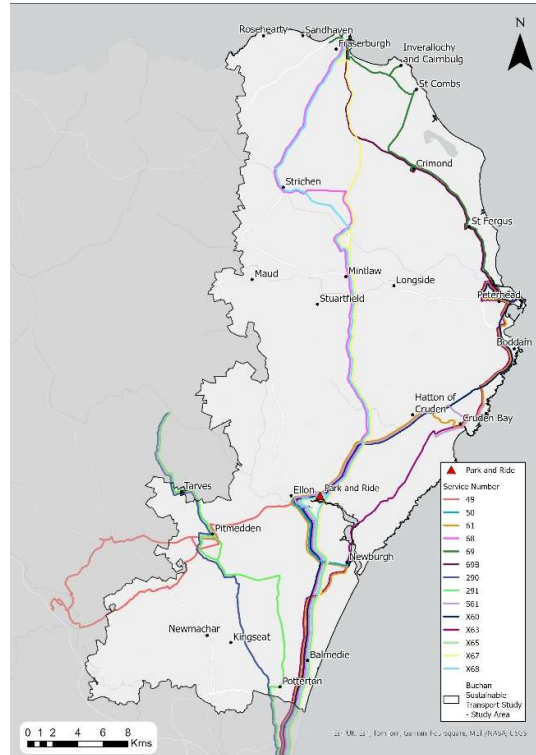 N
Rosehearty
Sandhaven
Fraserburgh
Inverallochy
and Cairnbulg
St Combs
Crimond
Strichen
St Fergus
Maud
Mintlaw
Longside
Stuartfield
Peterhead
Boddam
Hatton of
Cruden
Cruden Bay
Park and Ride
Ellon
Tarves
Pitmedden
Newburgh
Newmachar
Kingseat
Balmedie
Potterton
Park and Ride
Service Number
49
50
61
68
69
69B
290
291
561
X60
X63
X65
X67
X68
Buchan
Sustainable
Transport Study
- Study Area
0 1 2 4 6 8
Kms